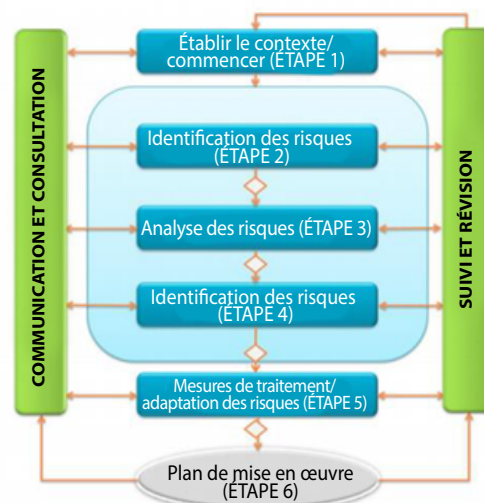 Établir le contexte/
commencer (ÉTAPE 1)
COMMUNICATION ET CONSULTATION
SUIVI ET RÉVISION
Identification des risques
(ÉTAPE 2)
Analyse des risques (ÉTAPE 3)
Identification des risques
(ÉTAPE 4)
Mesures de traitement/
adaptation des risques (ÉTAPE 5)
Plan de mise en œuvre
(ÉTAPE 6)